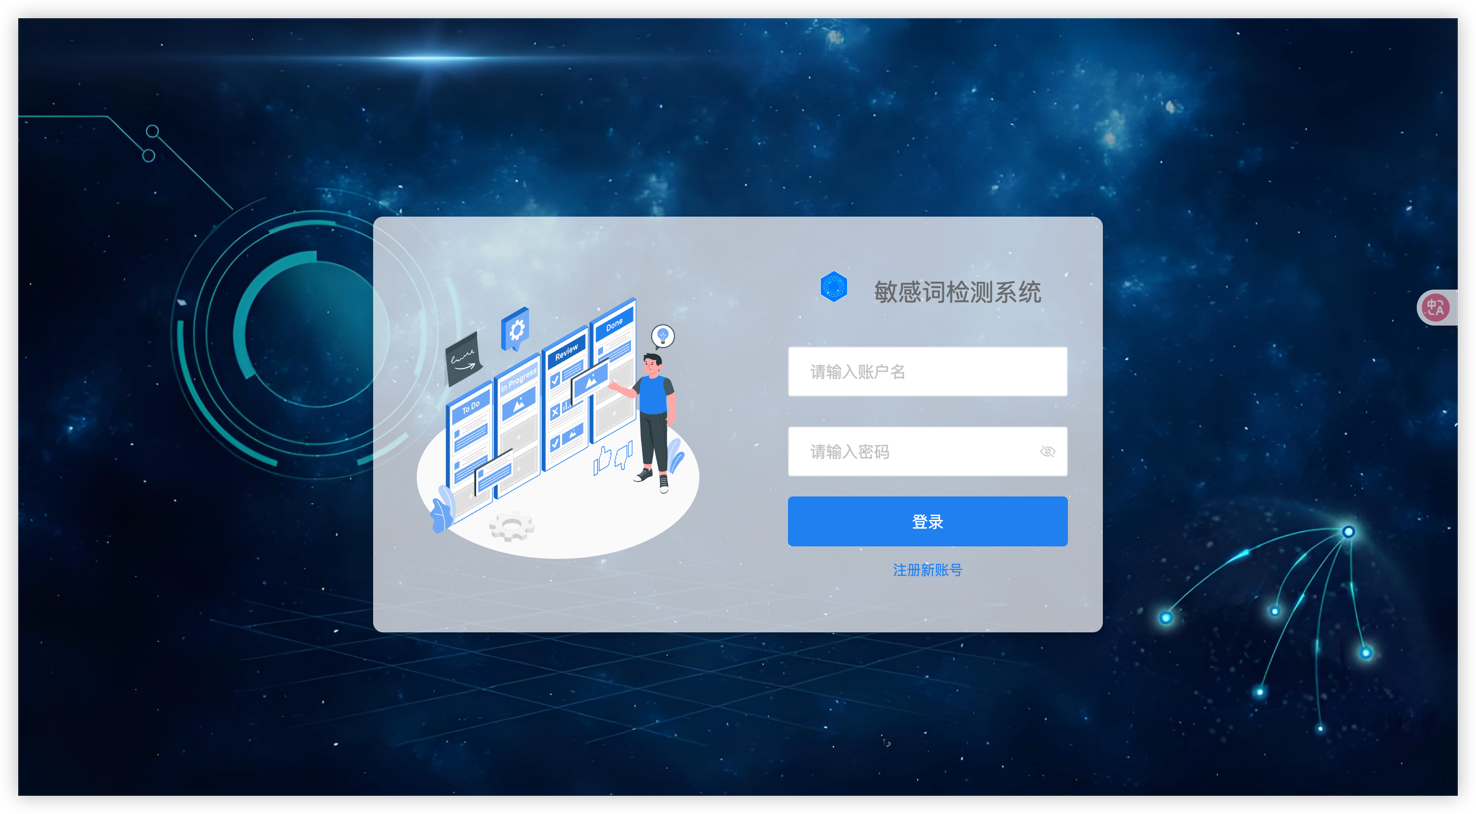 敏感词检测系统
请输入账户名
请输入密码
登录
注册新账号
To Do
In Progress
Review
Done
中
A